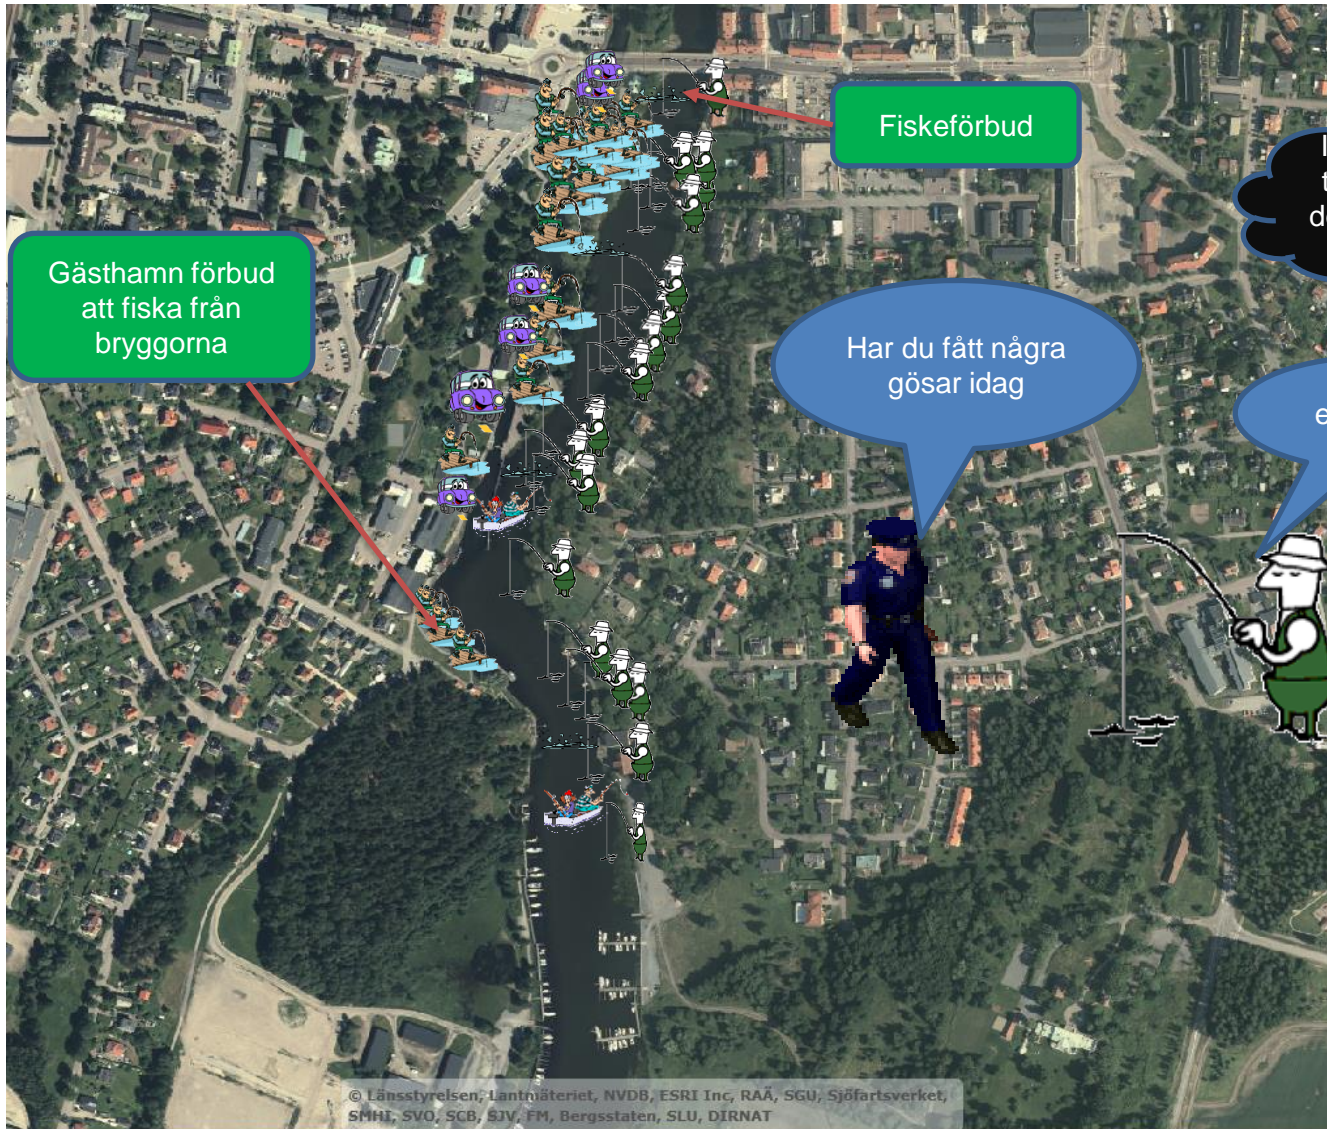 Fiskeförbud
Gästhamn förbud
att fiska från
bryggorna
Har du fått några
gösar idag
© Länsstyrelsen, Lantmäteriet, NVDB, ESRI Inc, RAÄ, SGU, Sjöfartsverket,
SMHI, SVO, SCB, SJV, FM, Bergsstaten, SLU, DIRNAT